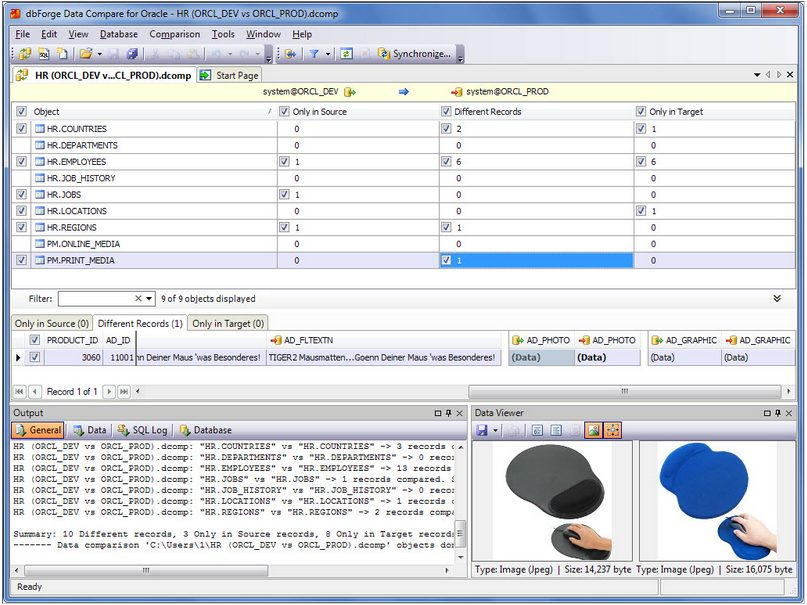 dbForge Data Compare for Oracle - HR (ORCL_DEV vs ORCL_PROD).dcomp
File Edit View Database Comparison Tools Window Help
SQL Synchronize...
HR (ORCL_DEV v...CL_PROD).dcomp Start Page
system@ORCL_DEV system@ORCL_PROD
Object / Only in Source Different Records Only in Target
HR.COUNTRIES 0 2 1
HR.DEPARTMENTS 0 0 0
HR.EMPLOYEES 1 6 6
HR.JOB_HISTORY 0 0 0
HR.JOBS 1 0 0
HR.LOCATIONS 0 0 1
HR.REGIONS 1 1 0
PM.ONLINE_MEDIA 0 0 0
PM.PRINT_MEDIA 0 1 0
Filter: 9 of 9 objects displayed
Only in Source (0) Different Records (1) Only in Target (0)
PRODUCT_ID AD_ID AD_FLTEXTN AD_PHOTO AD_PHOTO AD_GRAPHIC AD_GRAPHIC
3060 11001 nn Deiner Maus 'was Besonderes! TIGER2 Mausmatten...Goenn Deiner Maus 'was Besonderes! (Data) (Data) (Data) (Data)
Record 1 of 1
Output
General Data SQL Log Database
HR (ORCL_DEV vs ORCL_PROD).dcomp: "HR.COUNTRIES" vs "HR.COUNTRIES" -> 3 records c
HR (ORCL_DEV vs ORCL_PROD).dcomp: "HR.DEPARTMENTS" vs "HR.DEPARTMENTS" -> 0 recor
HR (ORCL_DEV vs ORCL_PROD).dcomp: "HR.EMPLOYEES" vs "HR.EMPLOYEES" -> 13 records
HR (ORCL_DEV vs ORCL_PROD).dcomp: "HR.JOBS" vs "HR.JOBS" -> 1 records compared. S
HR (ORCL_DEV vs ORCL_PROD).dcomp: "HR.JOB_HISTORY" vs "HR.JOB_HISTORY" -> 0 recor
HR (ORCL_DEV vs ORCL_PROD).dcomp: "HR.LOCATIONS" vs "HR.LOCATIONS" -> 1 records c
HR (ORCL_DEV vs ORCL_PROD).dcomp: "HR.REGIONS" vs "HR.REGIONS" -> 2 records compa
Summary: 10 Different records, 3 Only in Source records, 8 Only in Target records
------- Data comparison 'C:\Users\1\HR (ORCL_DEV vs ORCL_PROD).dcomp' objects don
Data Viewer
Type: Image (Jpeg) | Size: 14,237 byte Type: Image (Jpeg) | Size: 16,075 byte
Ready